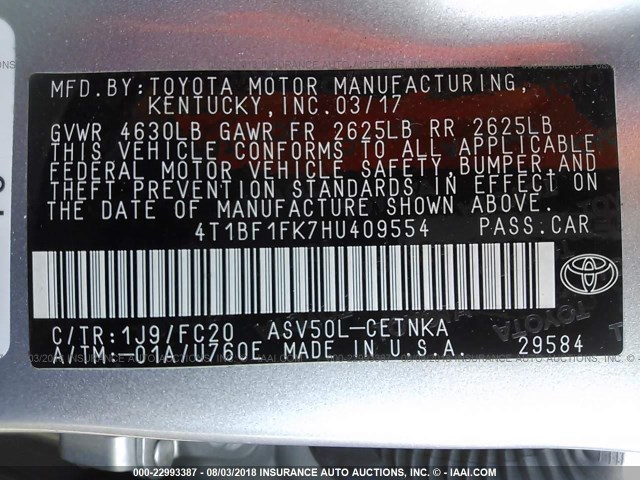 MFD.BY:TOYOTA MOTOR MANUFACTURING,
KENTUCKY,INC.03/17
GVWR 4630LB GAWR FR 2625LB RR 2625LB
THIS VEHICLE CONFORMS TO ALL APPLICABLE
FEDERAL MOTOR VEHICLE SAFETY,BUMPER AND
THEFT PREVENTION STANDARDS IN EFFECT ON
THE DATE OF MANUFACTURE SHOWN ABOVE.
4T1BF1FK7HU409554 PASS.CAR
C/TR:1J9/FC20 ASV50L-CETNKA
A/TM:-01A/U760E MADE IN U.S.A. 29584
TOYOTA
000-22993387 - 08/03/2018 - INSURANCE AUTO AUCTIONS - IAAI.COM